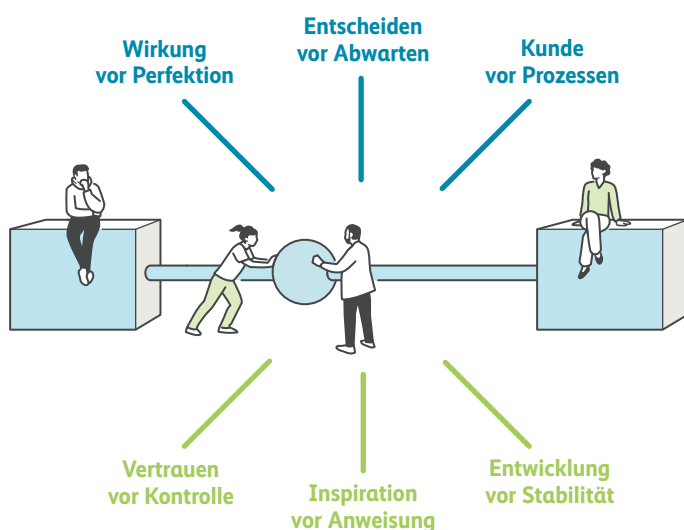 Wirkung
vor Perfektion
Entscheiden
vor Abwarten
Kunde
vor Prozessen
Vertrauen
vor Kontrolle
Inspiration
vor Anweisung
Entwicklung
vor Stabilität